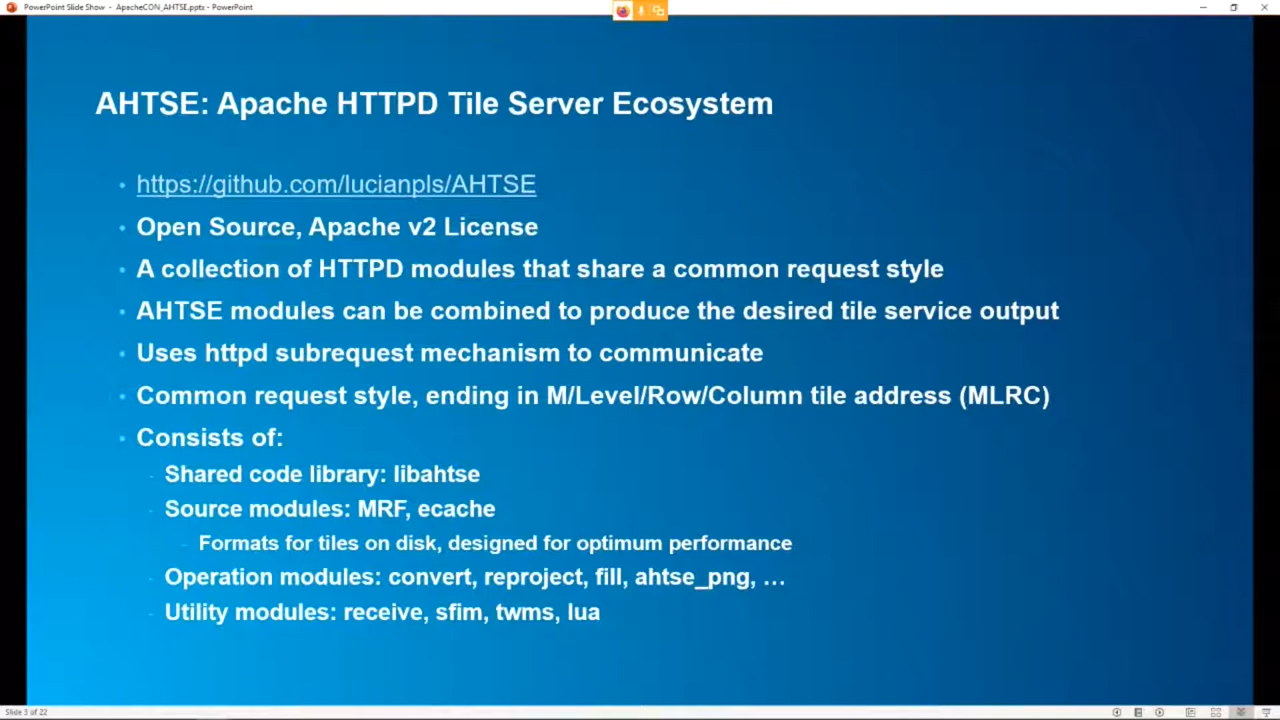 PowerPoint Slide Show - ApacheCON_AHTSE.pptx - PowerPoint
AHTSE: Apache HTTPD Tile Server Ecosystem
https://github.com/lucianpls/AHTSE
Open Source, Apache v2 License
A collection of HTTPD modules that share a common request style
AHTSE modules can be combined to produce the desired tile service output
Uses httpd subrequest mechanism to communicate
Common request style, ending in M/Level/Row/Column tile address (MLRC)
Consists of:
Shared code library: libahtse
Source modules: MRF, ecache
Formats for tiles on disk, designed for optimum performance
Operation modules: convert, reproject, fill, ahtse_png, …
Utility modules: receive, sfim, twms, lua
Slide 3 of 22